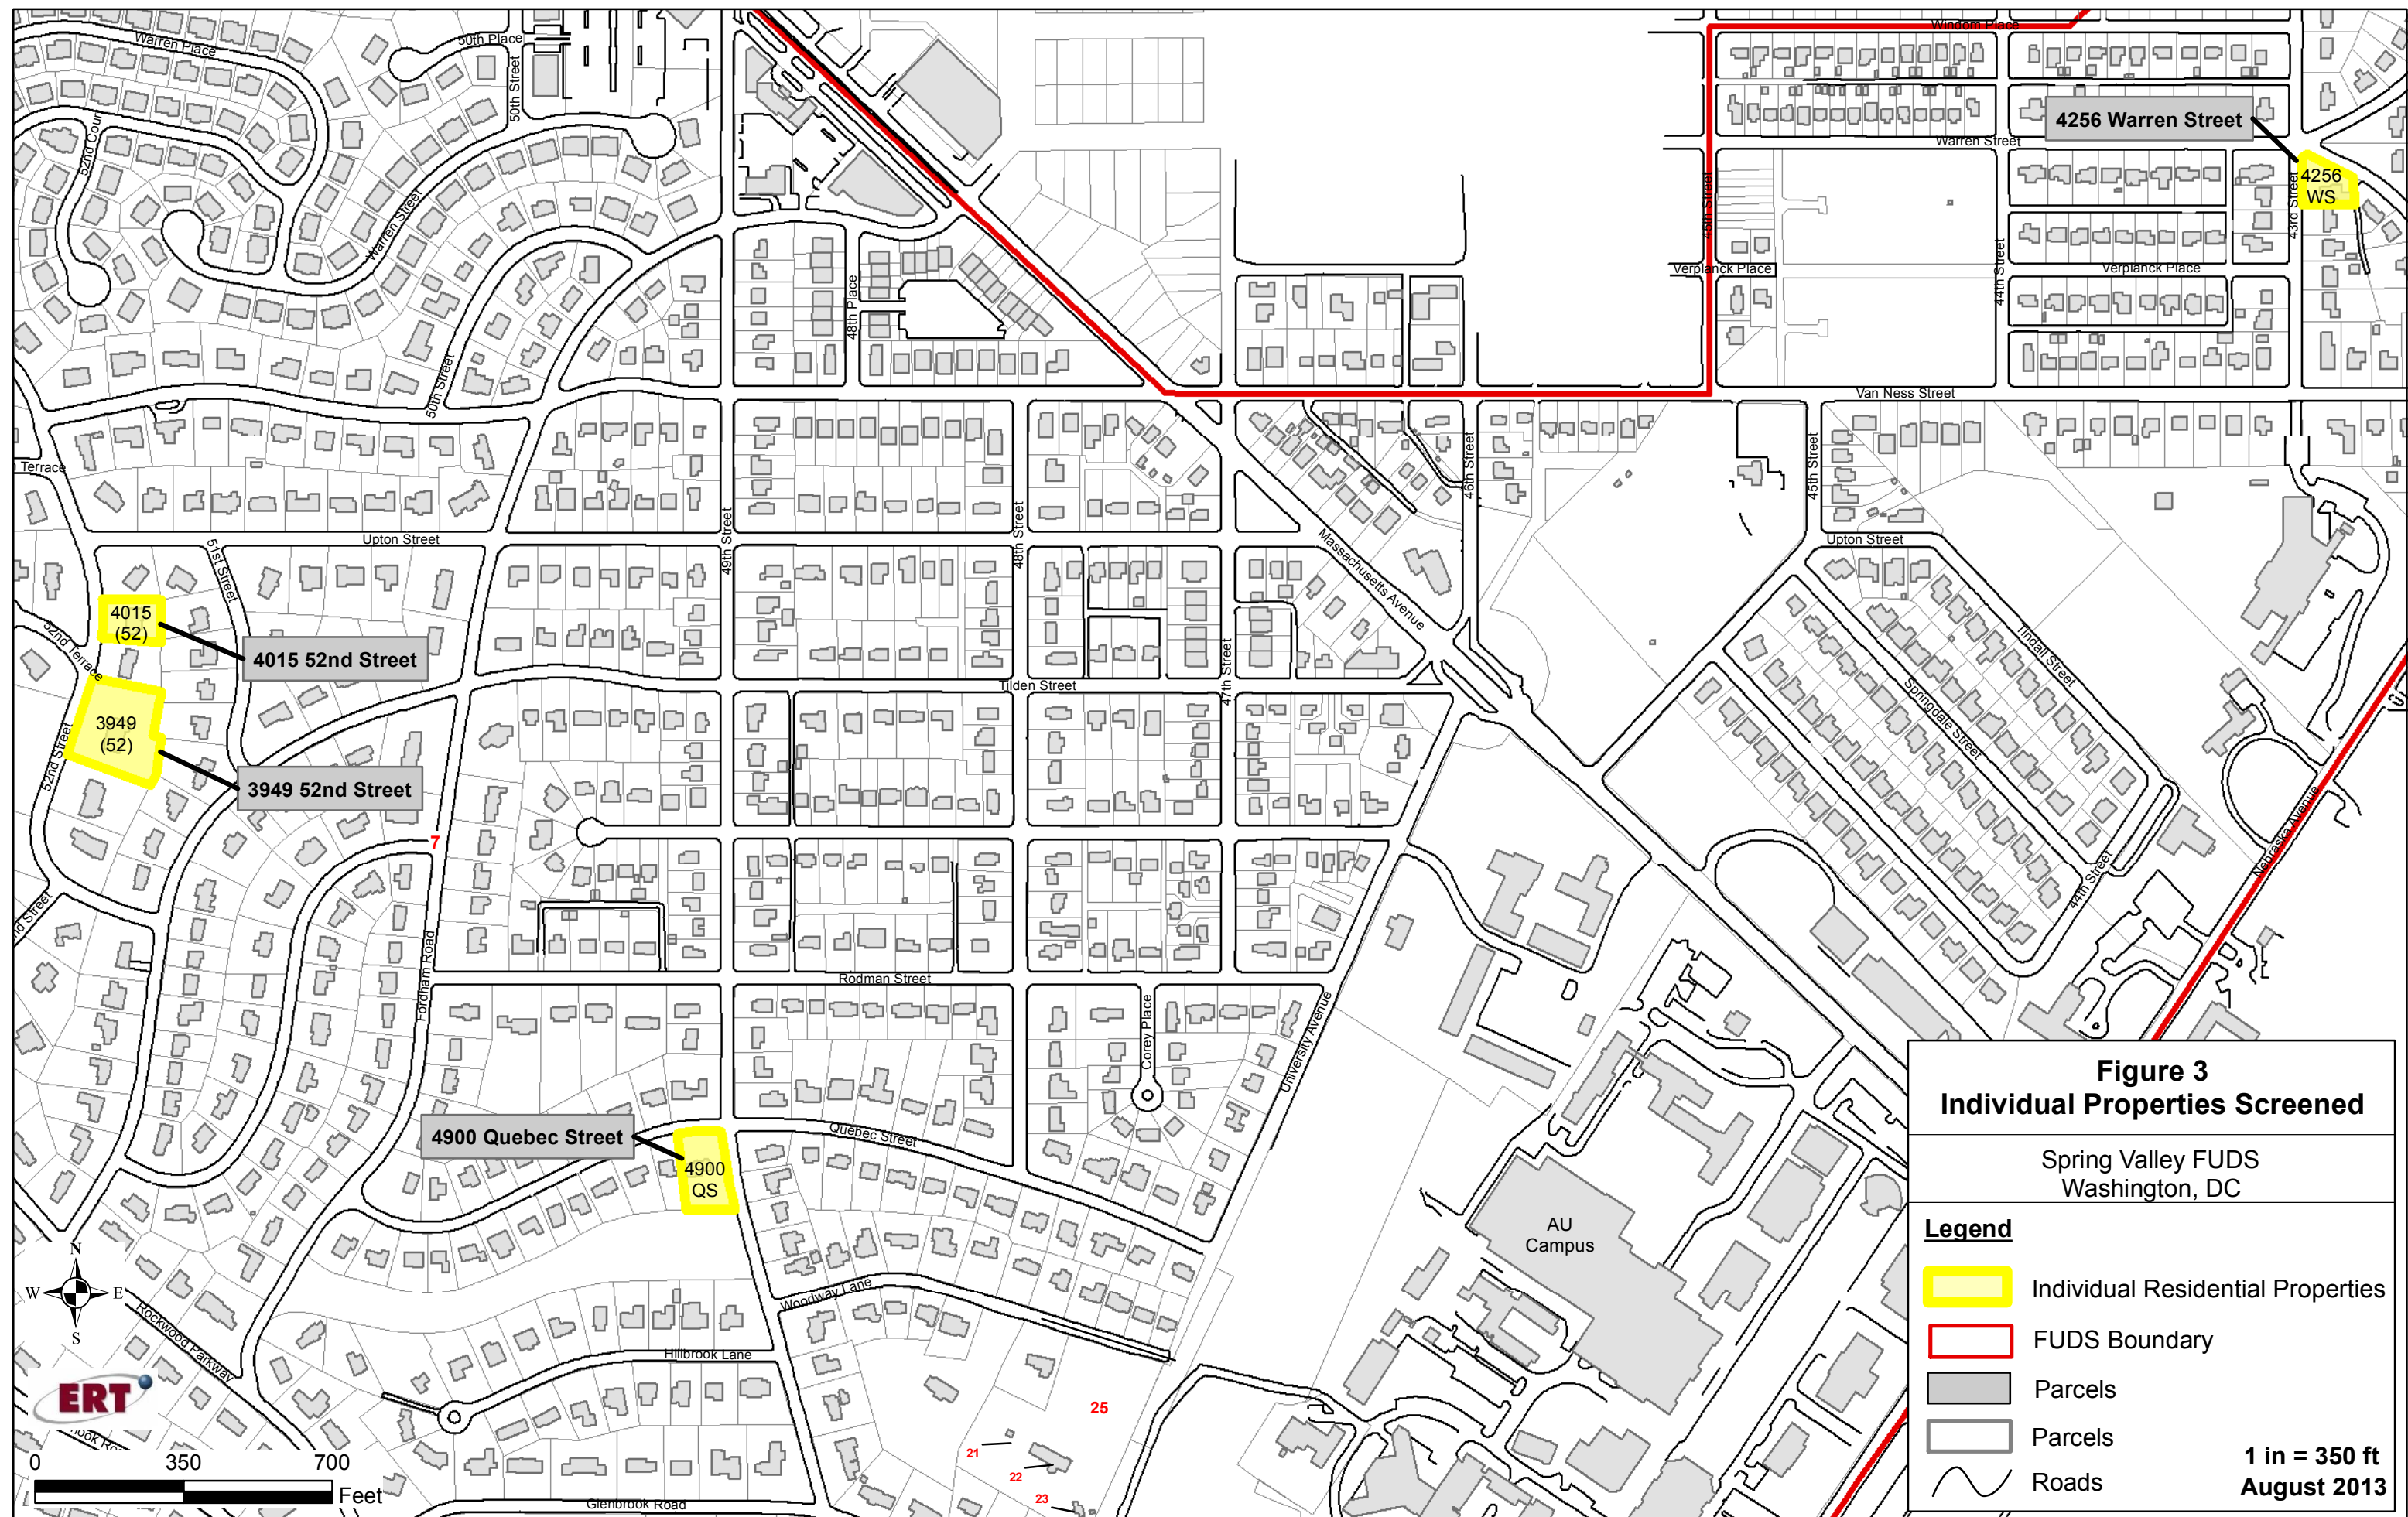 Warren Place
50th Place
50th Street
52nd Court
Warren Street
50th Street
48th Place
Windom Place
4256 Warren Street
Warren Street
4256
WS
43rd Street
45th Street
44th Street
Verplanck Place
Verplanck Place
Van Ness Street
Terrace
Upton Street
51st Street
49th Street
48th Street
46th Street
45th Street
Massachusetts Avenue
Upton Street
Tindall Street
Springdale Street
4015
(52)
4015 52nd Street
52nd Terrace
3949
(52)
3949 52nd Street
52nd Street
Tilden Street
47th Street
7
Nebraska Avenue
44th Street
nd Street
Fordham Road
Rodman Street
Corey Place
University Avenue
4900 Quebec Street
4900
QS
Quebec Street
AU
Campus
Woodway Lane
Hillbrook Lane
Rockwood Parkway
N
W
E
S
ERT
25
21
22
23
Glenbrook Road
0 350 700
Feet
Figure 3
Individual Properties Screened
Spring Valley FUDS
Washington, DC
Legend
Individual Residential Properties
FUDS Boundary
Parcels
Parcels
Roads
1 in = 350 ft
August 2013